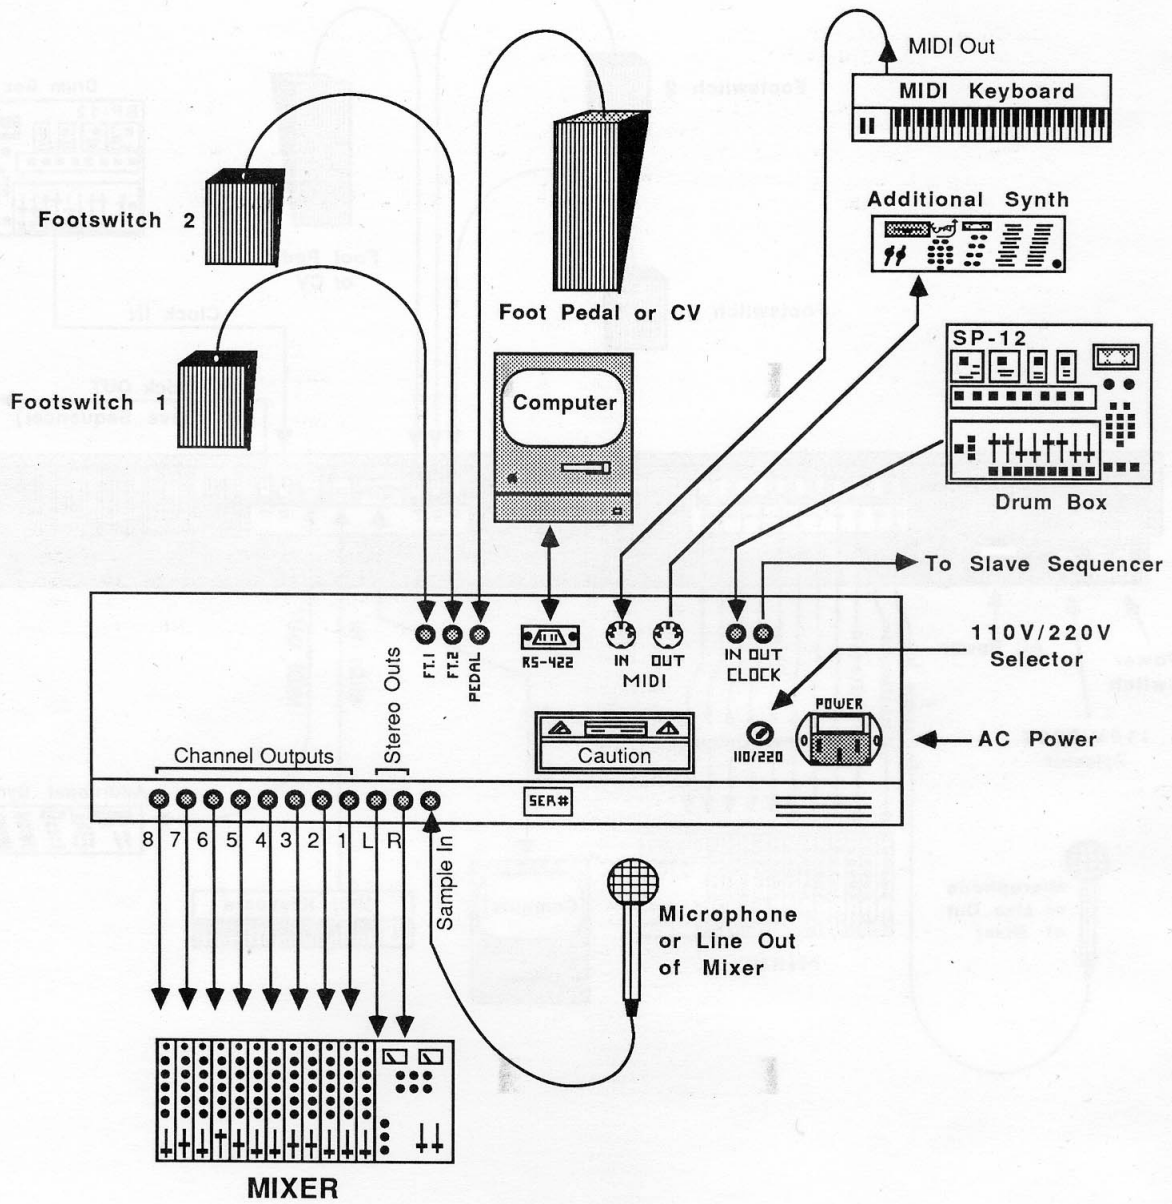 MIDI Out
MIDI Keyboard
Additional Synth
Footswitch 2
Foot Pedal or CV
SP-12
Footswitch 1
Computer
Drum Box
To Slave Sequencer
110V/220V
Selector
FT.1
FT.2
PEDAL
RS-422
IN
OUT
MIDI
IN OUT
CLOCK
Stereo Outs
POWER
AC Power
Channel Outputs
Caution
110/220
SER#
8 7 6 5 4 3 2 1 L R
Sample In
Microphone
or Line Out
of Mixer
MIXER